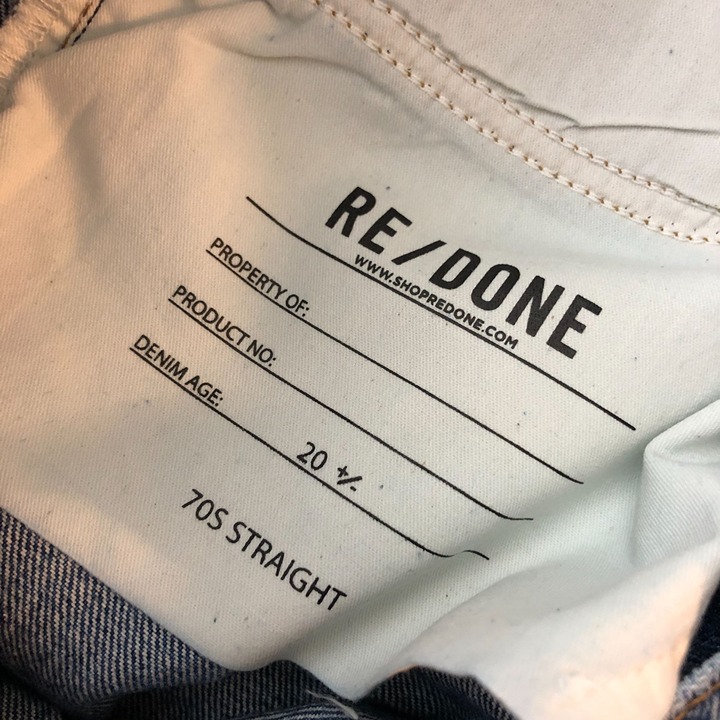 RE/DONE
WWW.SHOPREDONE.COM
PROPERTY OF:
PRODUCT NO:
DENIM AGE: 20 +/-
70S STRAIGHT